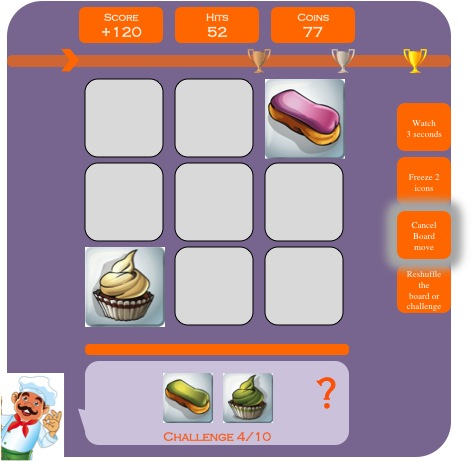 Score
+120
Hits
52
Coins
77
Watch
3 seconds
Freeze 2
icons
Cancel
Board
move
Reshuffle
the
board or
challenge
?
Challenge 4/10